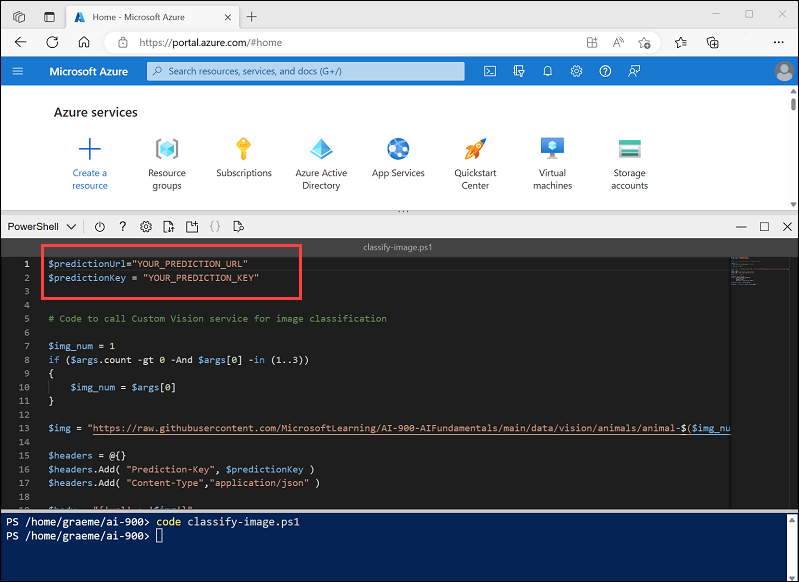 Home - Microsoft Azure
https://portal.azure.com/#home
Microsoft Azure
Search resources, services, and docs (G+/)
Azure services
Create a resource
Resource groups
Subscriptions
Azure Active Directory
App Services
Quickstart Center
Virtual machines
Storage accounts
PowerShell
classify-image.ps1
1 $predictionUrl="YOUR_PREDICTION_URL"
2 $predictionKey = "YOUR_PREDICTION_KEY"
3
4
5 # Code to call Custom Vision service for image classification
6
7 $img_num = 1
8 if ($args.count -gt 0 -And $args[0] -in (1..3))
9 {
10 $img_num = $args[0]
11 }
12
13 $img = "https://raw.githubusercontent.com/MicrosoftLearning/AI-900-AIFundamentals/main/data/vision/animals/animal-$($img_nu
14
15 $headers = @{}
16 $headers.Add( "Prediction-Key", $predictionKey )
17 $headers.Add( "Content-Type","application/json" )
18
PS /home/graeme/ai-900> code classify-image.ps1
PS /home/graeme/ai-900>